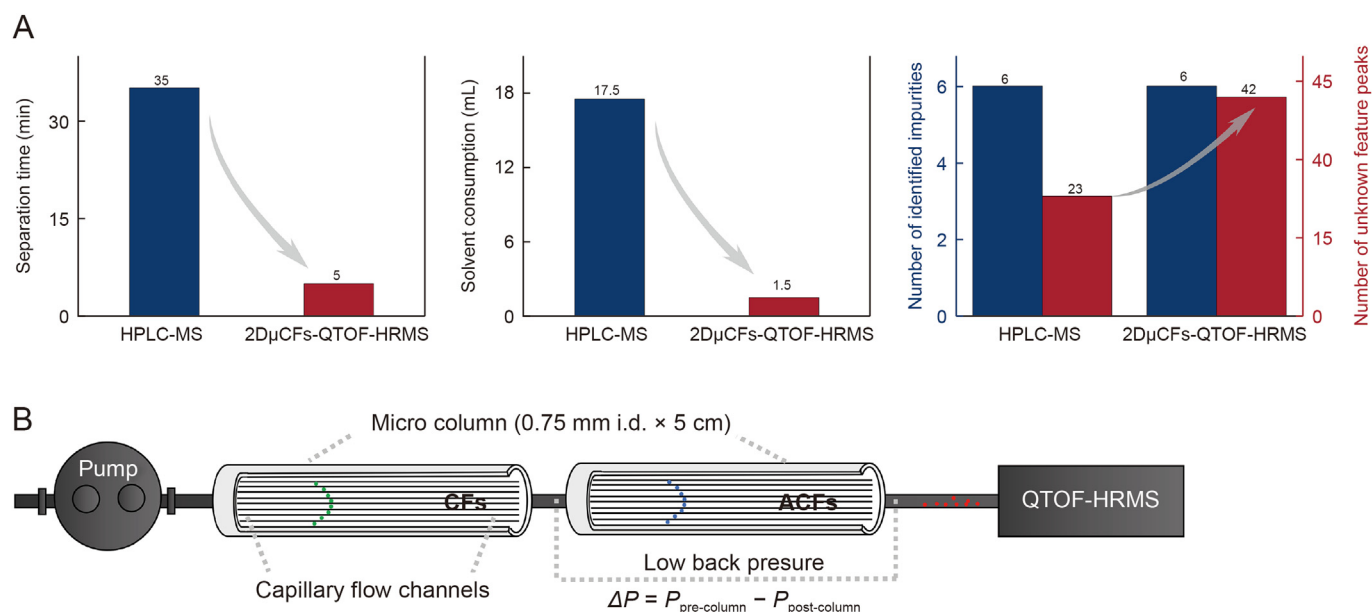 A
Separation time (min)
30
15
0
35
5
HPLC-MS
2DμCFs-QTOF-HRMS
Solvent consumption (mL)
18
12
6
0
17.5
1.5
HPLC-MS
2DμCFs-QTOF-HRMS
Number of identified impurities
6
4
2
0
6
23
6
42
HPLC-MS
2DμCFs-QTOF-HRMS
45
40
15
0
Number of unknown feature peaks
B
Micro column (0.75 mm i.d. × 5 cm)
Pump
CFs
ACFs
QTOF-HRMS
Capillary flow channels
Low back presure
ΔP = Ppre-column − Ppost-column